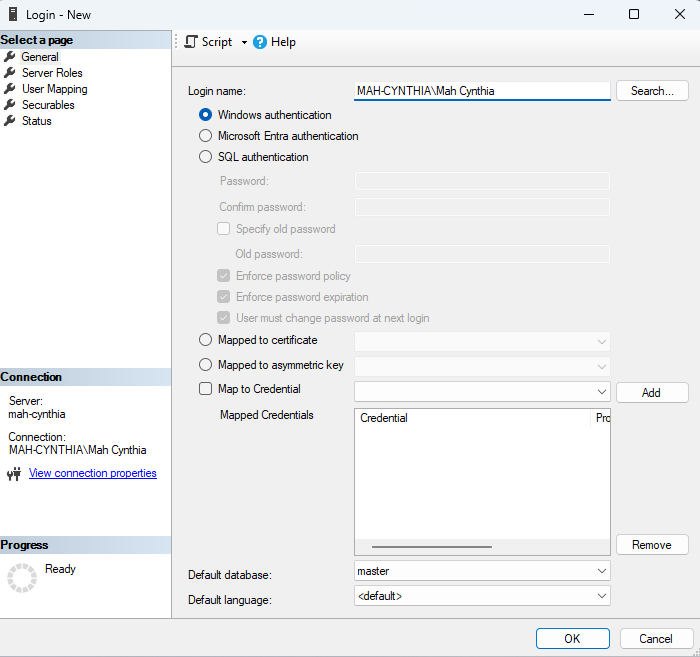 Login - New
Select a page
General
Server Roles
User Mapping
Securables
Status
Connection
Server:
mah-cynthia
Connection:
MAH-CYNTHIA\Mah Cynthia
View connection properties
Progress
Ready
Script
Help
Login name:
MAH-CYNTHIA\Mah Cynthia
Search...
Windows authentication
Microsoft Entra authentication
SQL authentication
Password:
Confirm password:
Specify old password
Old password:
Enforce password policy
Enforce password expiration
User must change password at next login
Mapped to certificate
Mapped to asymmetric key
Map to Credential
Add
Mapped Credentials
Credential
Pro
Remove
Default database:
master
Default language:
<default>
OK
Cancel